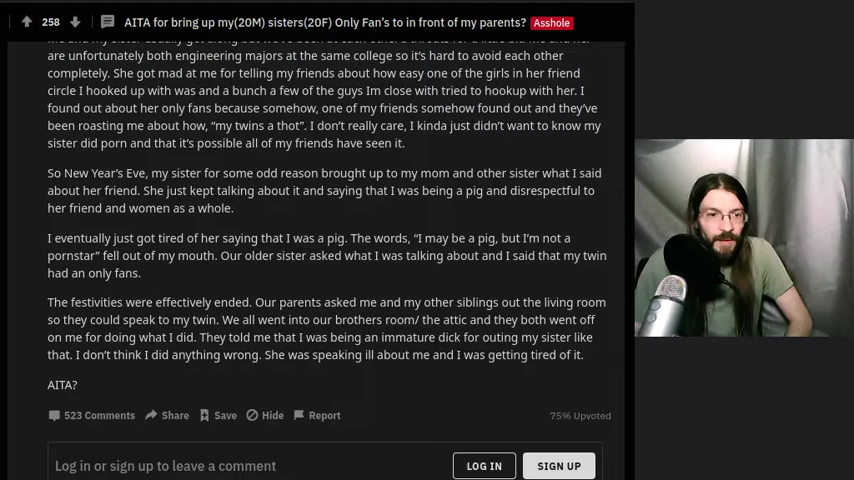 258 AITA for bring up my(20M) sisters(20F) Only Fan's to in front of my parents? Asshole
are unfortunately both engineering majors at the same college so it's hard to avoid each other
completely. She got mad at me for telling my friends about how easy one of the girls in her friend
circle I hooked up with was and a bunch a few of the guys Im close with tried to hookup with her. I
found out about her only fans because somehow, one of my friends somehow found out and they've
been roasting me about how, “my twins a thot”. I don't really care, I kinda just didn't want to know my
sister did porn and that it's possible all of my friends have seen it.
So New Year's Eve, my sister for some odd reason brought up to my mom and other sister what I said
about her friend. She just kept talking about it and saying that I was being a pig and disrespectful to
her friend and women as a whole.
I eventually just got tired of her saying that I was a pig. The words, “I may be a pig, but I'm not a
pornstar” fell out of my mouth. Our older sister asked what I was talking about and I said that my twin
had an only fans.
The festivities were effectively ended. Our parents asked me and my other siblings out the living room
so they could speak to my twin. We all went into our brothers room/ the attic and they both went off
on me for doing what I did. They told me that I was being an immature dick for outing my sister like
that. I don't think I did anything wrong. She was speaking ill about me and I was getting tired of it.
AITA?
523 Comments Share Save Hide Report 75% Upvoted
Log in or sign up to leave a comment LOG IN SIGN UP